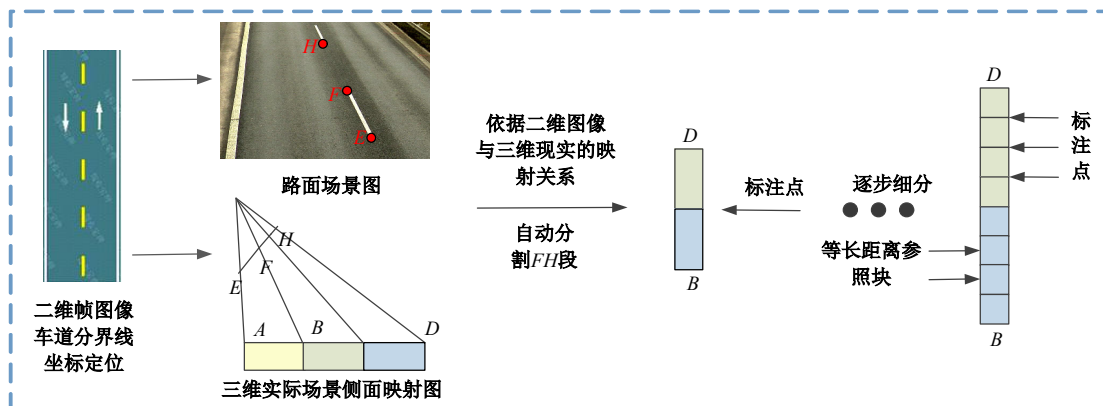 二维帧图像
车道分界线
坐标定位
H
F
路面场景图
H
F
E
A
B
D
三维实际场景侧面映射图
依据二维图像
与三维现实的映
射关系
自动分
割FH段
D
B
标注点
逐步细分
等长距离参
照块
D
B
标
注
点